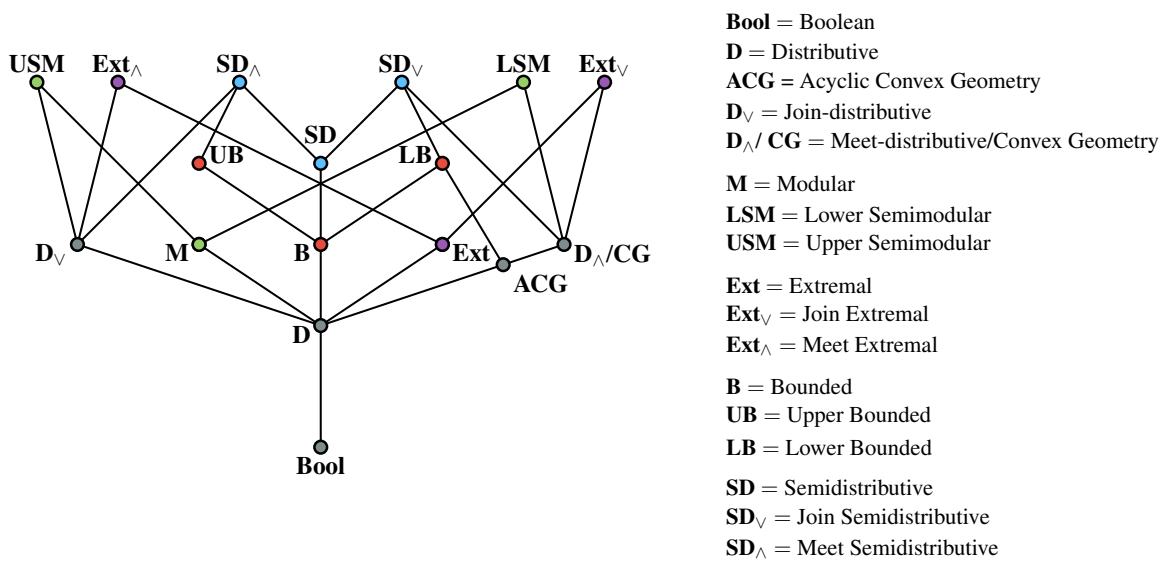 USM Ext∧ SD∧ SD∨ LSM Ext∨
SD
UB LB
D∨ M B Ext D∧/CG
ACG
D
Bool
Bool = Boolean
D = Distributive
ACG = Acyclic Convex Geometry
D∨ = Join-distributive
D∧/ CG = Meet-distributive/Convex Geometry
M = Modular
LSM = Lower Semimodular
USM = Upper Semimodular
Ext = Extremal
Ext∨ = Join Extremal
Ext∧ = Meet Extremal
B = Bounded
UB = Upper Bounded
LB = Lower Bounded
SD = Semidistributive
SD∨ = Join Semidistributive
SD∧ = Meet Semidistributive